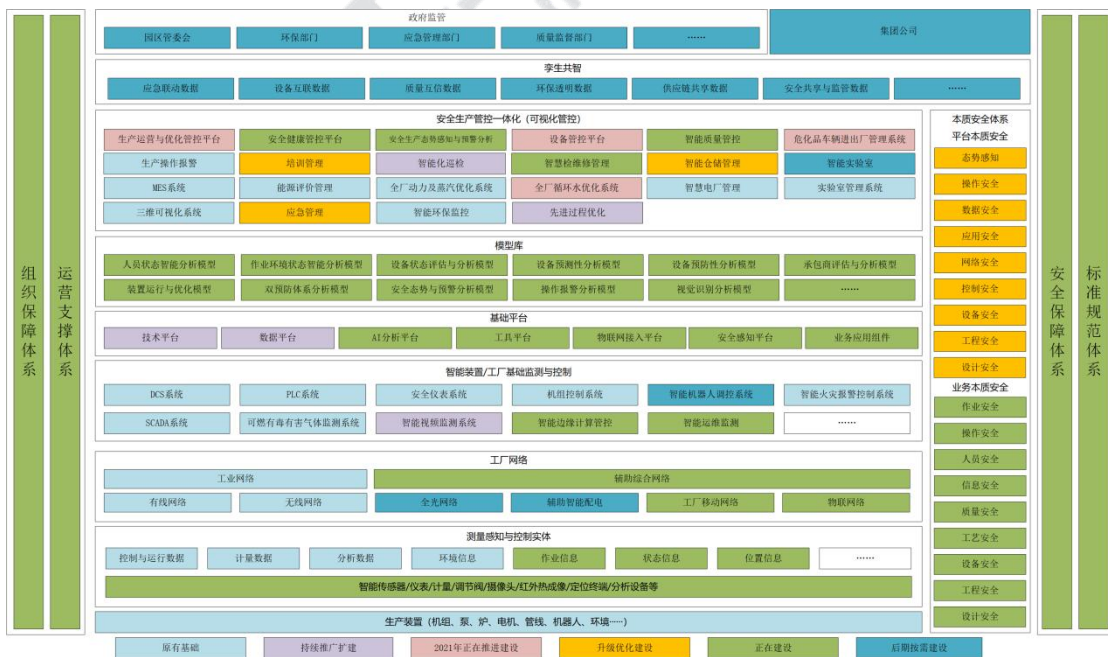 组织保障体系
运营支撑体系
政府监管
园区管委会 环保部门 应急管理部门 质量监督部门 ……
集团公司
孪生共智
应急联动数据 设备互联数据 质量互信数据 环保透明数据 供应链共享数据 安全共享与监管数据 ……
安全生产管控一体化（可视化管控）
生产运营与优化管控平台 安全健康管控平台 安全生产态势感知与预警分析 设备管控平台 智能质量管控 危化品车辆进出厂管理系统
生产操作报警 培训管理 智能化巡检 智慧检维修管理 智能仓储管理 智能实验室
MES系统 能源评价管理 全厂动力及蒸汽优化系统 全厂循环水优化系统 智慧电厂管理 实验室管理系统
三维可视化系统 应急管理 智能环保监控 先进过程优化
模型库
人员状态智能分析模型 作业环境状态智能分析模型 设备状态评估与分析模型 设备预测性分析模型 设备预防性分析模型 承包商评估与分析模型
装置运行与优化模型 双预防体系分析模型 安全态势与预警分析模型 操作报警分析模型 视觉识别分析模型 ……
基础平台
技术平台 数据平台 AI分析平台 工具平台 物联网接入平台 安全感知平台 业务应用组件
智能装置/工厂基础监测与控制
DCS系统 PLC系统 安全仪表系统 机组控制系统 智能机器人调控系统 智能火灾报警控制系统
SCADA系统 可燃有毒有害气体监测系统 智能视频监测系统 智能边缘计算管控 智能运维监测 ……
工厂网络
工业网络 辅助综合网络
有线网络 无线网络 全光网络 辅助智能配电 工厂移动网络 物联网络
测量感知与控制实体
控制与运行数据 计量数据 分析数据 环境信息 作业信息 状态信息 位置信息 ……
智能传感器/仪表/计量/调节阀/摄像头/红外热成像/定位终端/分析设备等
生产装置（机组、泵、炉、电机、管线、机器人、环境……）
原有基础 持续推广扩建 2021年正在推进建设 升级优化建设 正在建设 后期按需建设
本质安全体系
平台本质安全
态势感知
操作安全
数据安全
应用安全
网络安全
控制安全
设备安全
工程安全
设计安全
业务本质安全
作业安全
操作安全
人员安全
信息安全
质量安全
工艺安全
设备安全
工程安全
设计安全
安全保障体系
标准规范体系